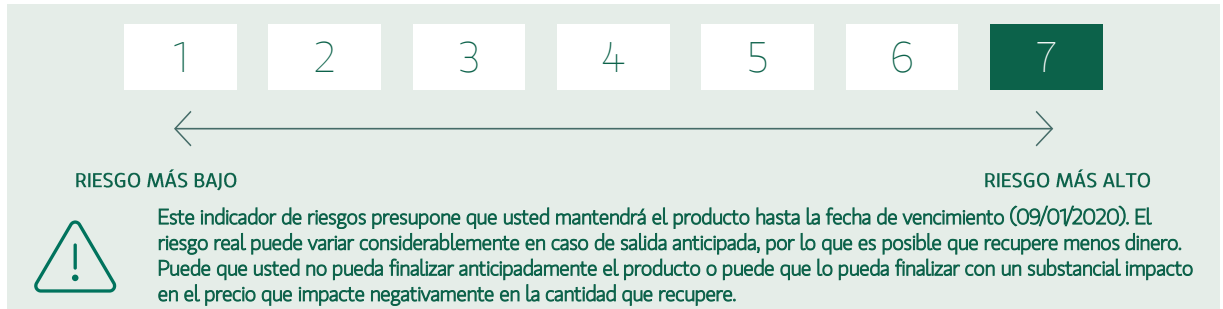 1 2 3 4 5 6 7
RIESGO MÁS BAJO RIESGO MÁS ALTO
Este indicador de riesgos presupone que usted mantendrá el producto hasta la fecha de vencimiento (09/01/2020). El
riesgo real puede variar considerablemente en caso de salida anticipada, por lo que es posible que recupere menos dinero.
Puede que usted no pueda finalizar anticipadamente el producto o puede que lo pueda finalizar con un substancial impacto
en el precio que impacte negativamente en la cantidad que recupere.